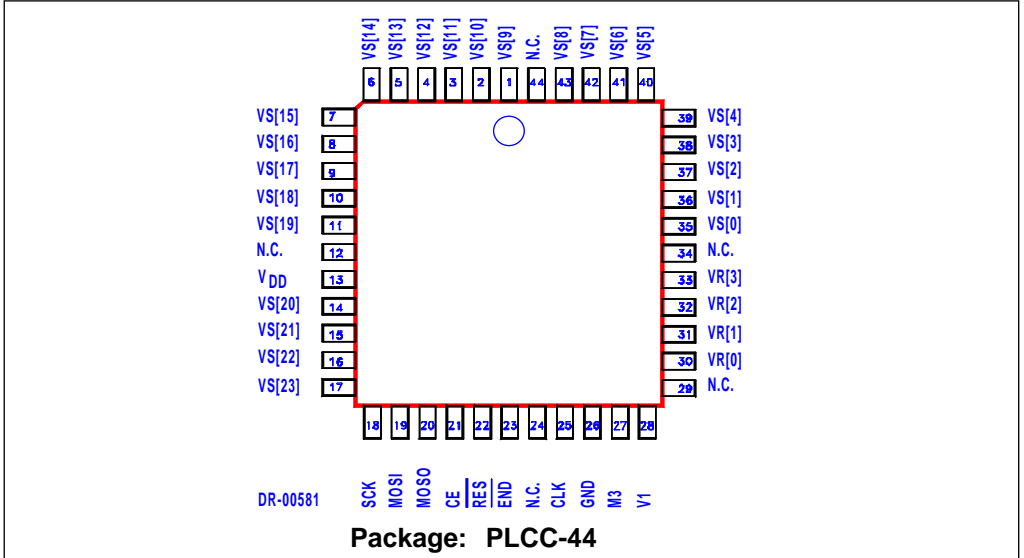 VS[14] VS[13] VS[12] VS[11] VS[10] VS[9] N.C. VS[8] VS[7] VS[6] VS[5]
6 5 4 3 2 1 44 43 42 41 40
VS[15] 7 39 VS[4]
VS[16] 8 38 VS[3]
VS[17] 9 37 VS[2]
VS[18] 10 36 VS[1]
VS[19] 11 35 VS[0]
N.C. 12 34 N.C.
VDD 13 33 VR[3]
VS[20] 14 32 VR[2]
VS[21] 15 31 VR[1]
VS[22] 16 30 VR[0]
VS[23] 17 29 N.C.
18 19 20 21 22 23 24 25 26 27 28
DR-00581 SCK MOSI MOSO CE RES END N.C. CLK GND M3 V1
Package: PLCC-44